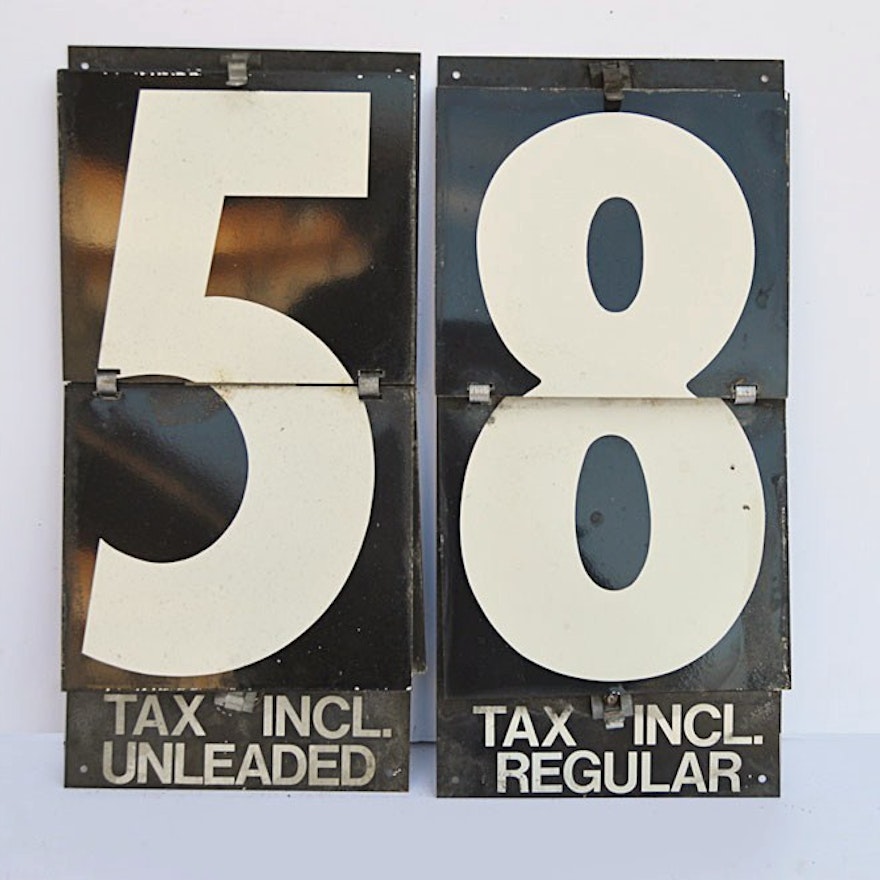 5
TAX INCL.
UNLEADED
8
TAX INCL.
REGULAR